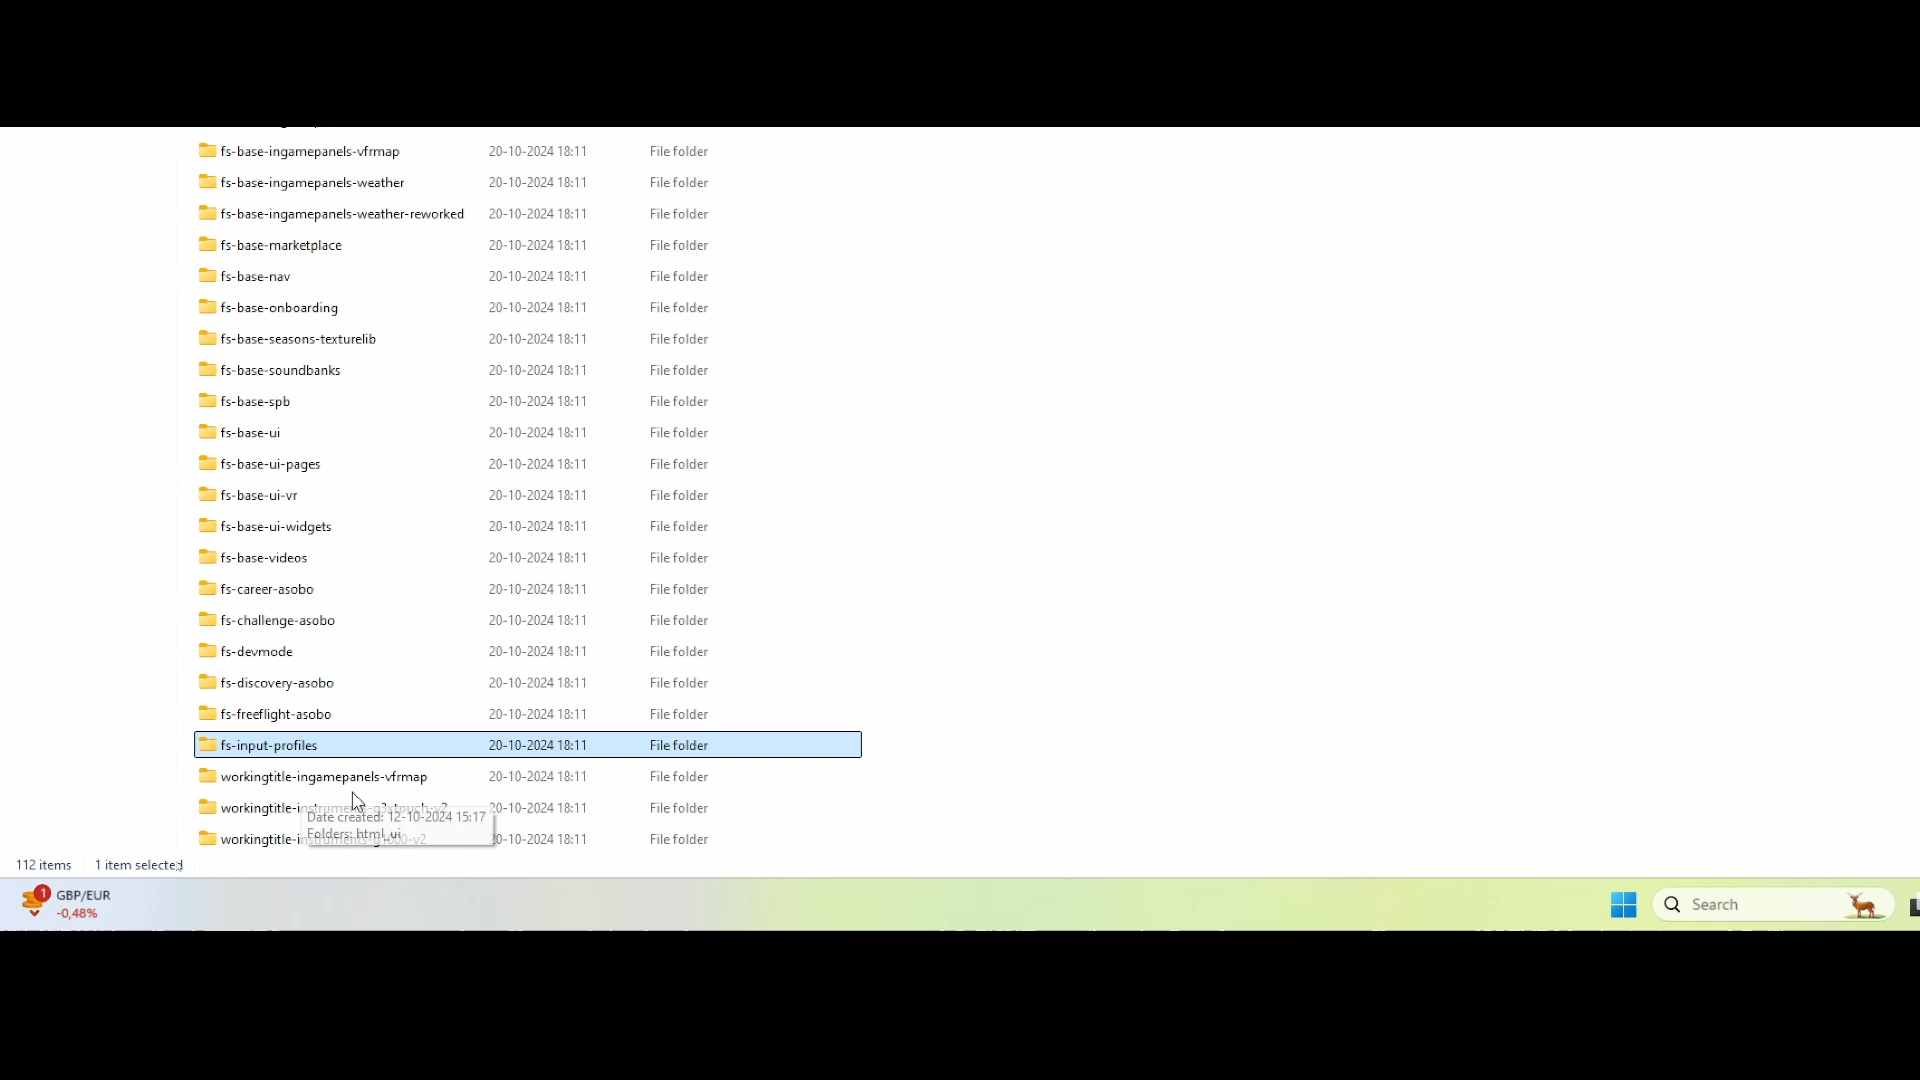 fs-base-ingamepanels-vfrmap 20-10-2024 18:11 File folder
fs-base-ingamepanels-weather 20-10-2024 18:11 File folder
fs-base-ingamepanels-weather-reworked 20-10-2024 18:11 File folder
fs-base-marketplace 20-10-2024 18:11 File folder
fs-base-nav 20-10-2024 18:11 File folder
fs-base-onboarding 20-10-2024 18:11 File folder
fs-base-seasons-texturelib 20-10-2024 18:11 File folder
fs-base-soundbanks 20-10-2024 18:11 File folder
fs-base-spb 20-10-2024 18:11 File folder
fs-base-ui 20-10-2024 18:11 File folder
fs-base-ui-pages 20-10-2024 18:11 File folder
fs-base-ui-vr 20-10-2024 18:11 File folder
fs-base-ui-widgets 20-10-2024 18:11 File folder
fs-base-videos 20-10-2024 18:11 File folder
fs-career-asobo 20-10-2024 18:11 File folder
fs-challenge-asobo 20-10-2024 18:11 File folder
fs-devmode 20-10-2024 18:11 File folder
fs-discovery-asobo 20-10-2024 18:11 File folder
fs-freeflight-asobo 20-10-2024 18:11 File folder
fs-input-profiles 20-10-2024 18:11 File folder
workingtitle-ingamepanels-vfrmap 20-10-2024 18:11 File folder
workingtitle-instruments-g3xtouch-v2 20-10-2024 18:11 File folder
Date created: 12-10-2024 15:17
Folders: html_ui
workingtitle-instruments-g1000-v2 20-10-2024 18:11 File folder
112 items 1 item selected
1 GBP/EUR
-0,48%
Search